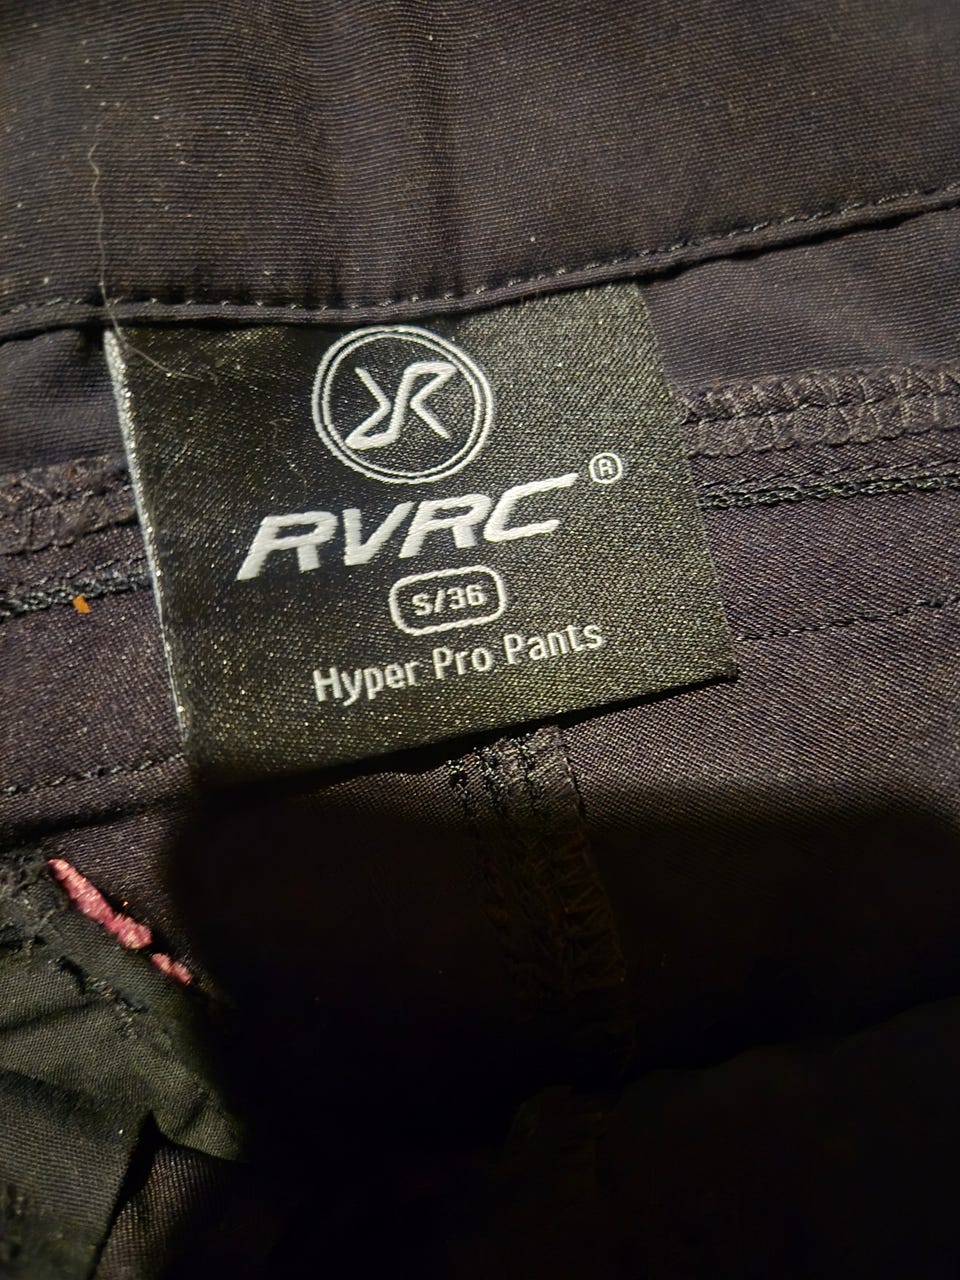 RVRC®
S/36
Hyper Pro Pants